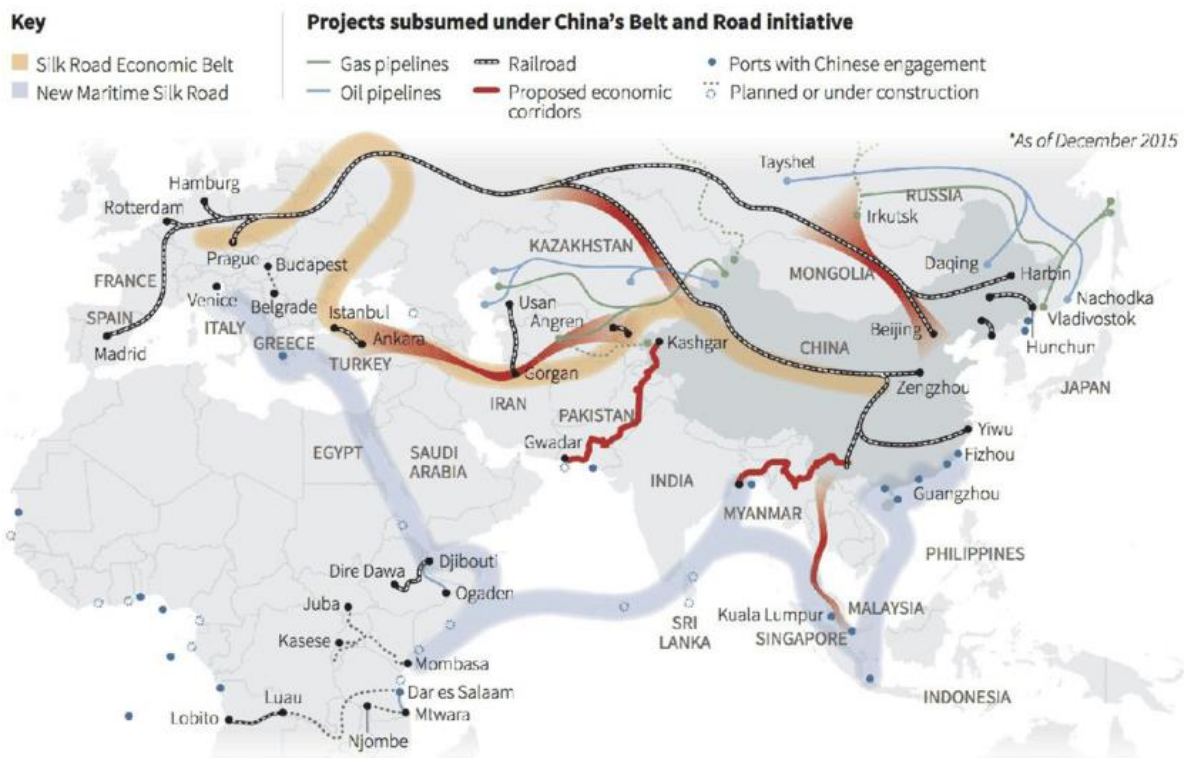 Key
Projects subsumed under China's Belt and Road initiative
Silk Road Economic Belt
New Maritime Silk Road
Gas pipelines
Railroad
Ports with Chinese engagement
Oil pipelines
Proposed economic
corridors
Planned or under construction
*As of December 2015
Tayshet
Hamburg
Rotterdam
RUSSIA
Irkutsk
Prague
Budapest
KAZAKHSTAN
MONGOLIA
Daqing
Harbin
FRANCE
Venice
Belgrade
Usan
Nachodka
SPAIN
ITALY
Istanbul
Angren
Vladivostok
Madrid
GREECE
Ankara
TURKEY
Kashgar
Beijing
CHINA
Hunchun
Gorgan
Zengzhou
JAPAN
IRAN
PAKISTAN
Gwadar
Yiwu
EGYPT
SAUDI
ARABIA
INDIA
Fizhou
Guangzhou
MYANMAR
PHILIPPINES
Djibouti
Dire Dawa
Ogaden
Juba
Kuala Lumpur
MALAYSIA
SRI
LANKA
SINGAPORE
Kasese
Mombasa
Dar es Salaam
INDONESIA
Luau
Lobito
Mtwara
Njombe